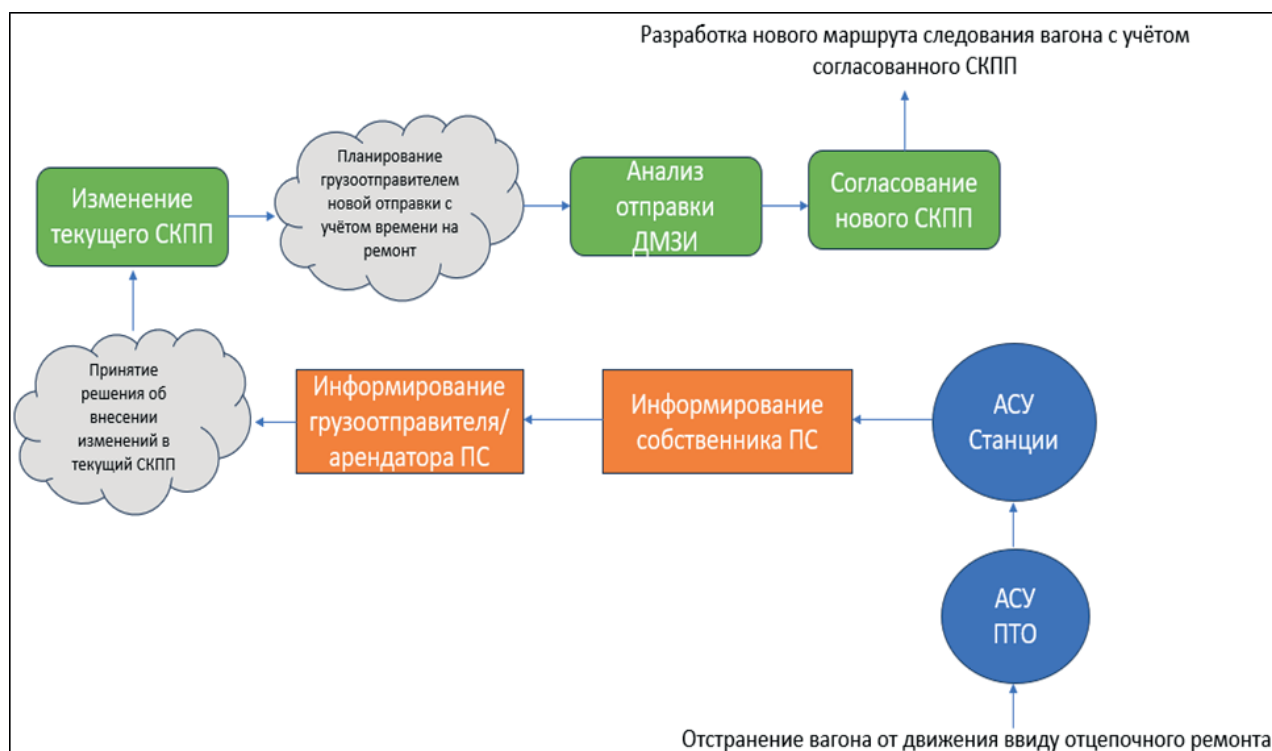 Разработка нового маршрута следования вагона с учётом
согласованного СКПП
Изменение
текущего СКПП
Планирование
грузоотправителем
новой отправки с
учётом времени на
ремонт
Анализ
отправки
ДМЗИ
Согласование
нового СКПП
Принятие
решения об
внесении
изменений в
текущий СКПП
Информирование
грузоотправителя/
арендатора ПС
Информирование
собственника ПС
АСУ
Станции
АСУ
ПТО
Отстранение вагона от движения ввиду отцепочного ремонта